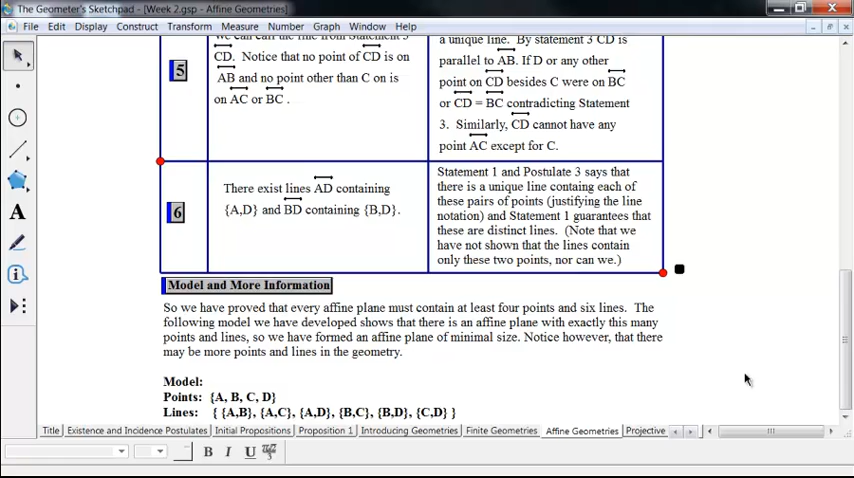 The Geometer's Sketchpad - [Week 2.gsp - Affine Geometries]
File Edit Display Construct Transform Measure Number Graph Window Help
5
We can call the line from Statement 3
CD. Notice that no point of CD is on
AB and no point other than C on is
on AC or BC .
a unique line. By statement 3 CD is
parallel to AB. If D or any other
point on CD besides C were on BC
or CD = BC contradicting Statement
3. Similarly, CD cannot have any
point AC except for C.
6
There exist lines AD containing
{A,D} and BD containing {B,D}.
Statement 1 and Postulate 3 says that
there is a unique line containg each of
these pairs of points (justifying the line
notation) and Statement 1 guarantees that
these are distinct lines. (Note that we
have not shown that the lines contain
only these two points, nor can we.)
Model and More Information
So we have proved that every affine plane must contain at least four points and six lines. The
following model we have developed shows that there is an affine plane with exactly this many
points and lines, so we have formed an affine plane of minimal size. Notice however, that there
may be more points and lines in the geometry.
Model:
Points: {A, B, C, D}
Lines: { {A,B}, {A,C}, {A,D}, {B,C}, {B,D}, {C,D} }
Title Existence and Incidence Postulates Initial Propositions Proposition 1 Introducing Geometries Finite Geometries Affine Geometries Projective
B I U